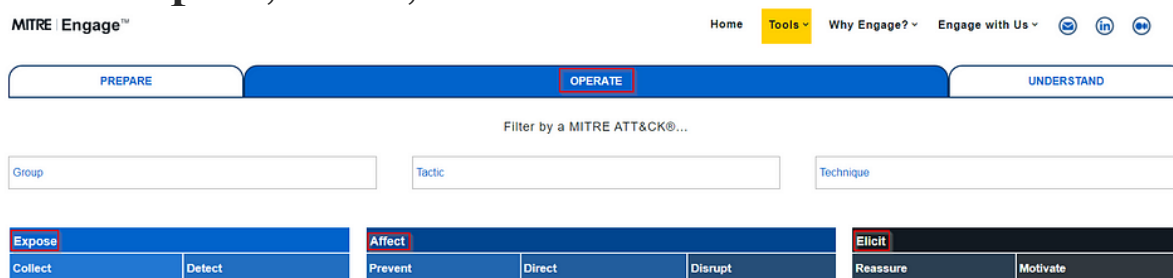 MITRE | Engage™ Home Tools Why Engage? Engage with Us in
PREPARE OPERATE UNDERSTAND
Filter by a MITRE ATT&CK®...
Group Tactic Technique
Expose Affect Elicit
Collect Detect Prevent Direct Disrupt Reassure Motivate